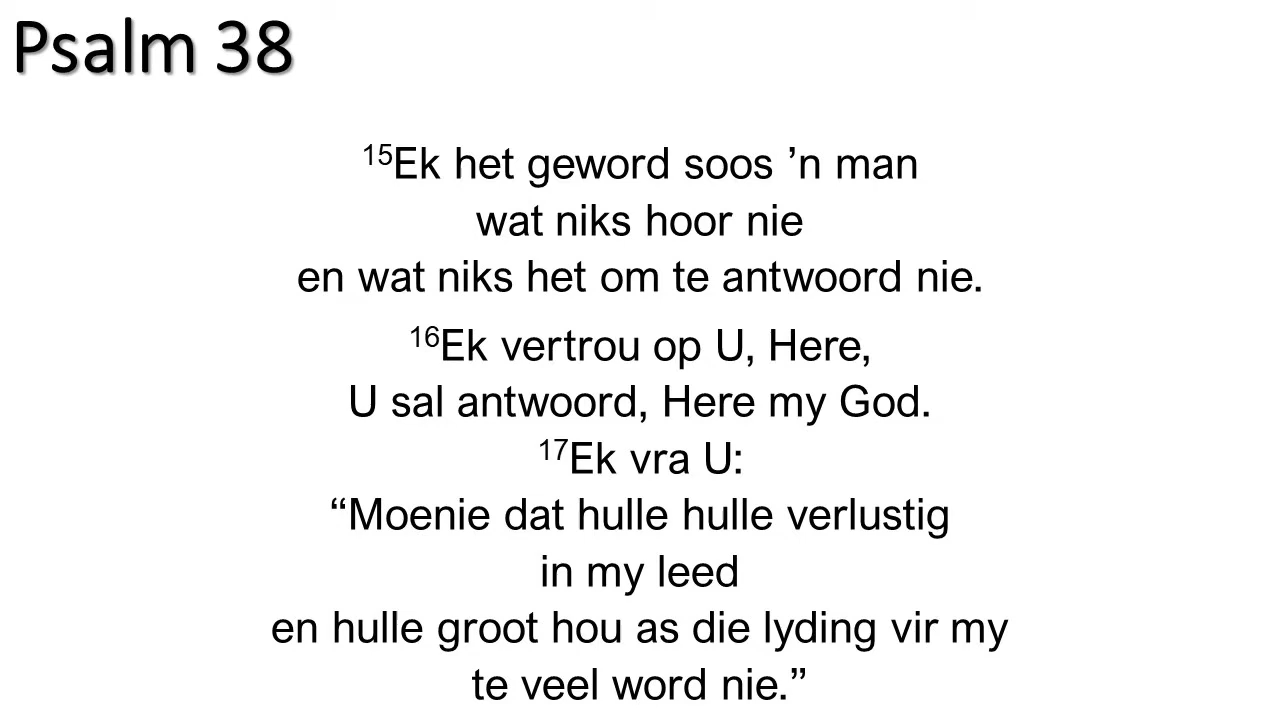 Psalm 38
15Ek het geword soos ’n man
wat niks hoor nie
en wat niks het om te antwoord nie.
16Ek vertrou op U, Here,
U sal antwoord, Here my God.
17Ek vra U:
“Moenie dat hulle hulle verlustig
in my leed
en hulle groot hou as die lyding vir my
te veel word nie.”